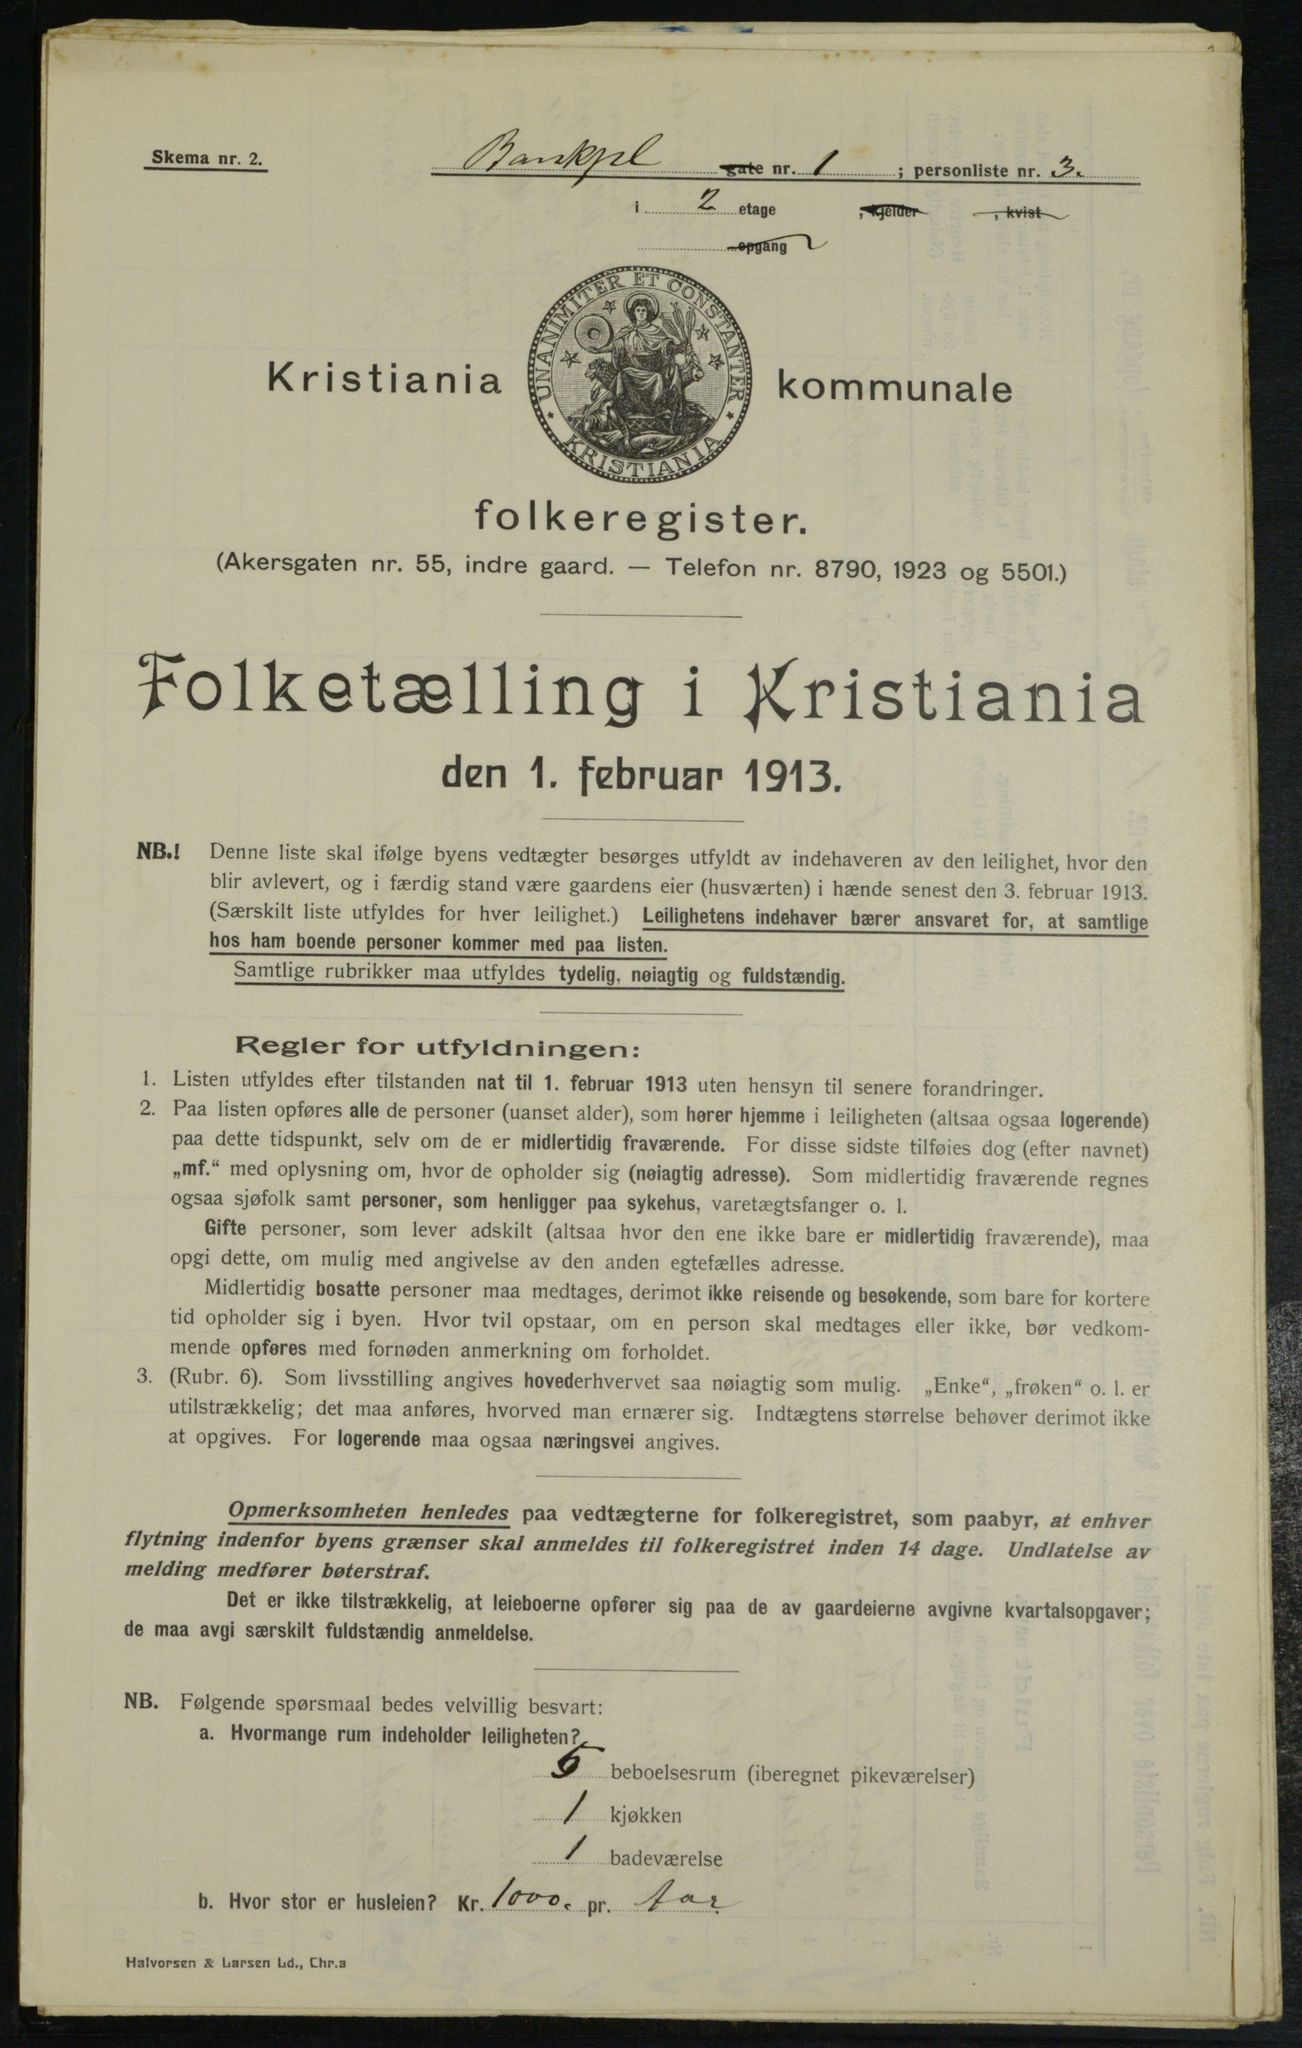 Skema nr. 2.
Bankpl gate nr. 1 ; personliste nr. 3.
i 2 etage , kjelder , kvist
opgang
UNANIMITER ET CONSTANTER
KRISTIANIA
Kristiania kommunale
folkeregister.
(Akersgaten nr. 55, indre gaard. — Telefon nr. 8790, 1923 og 5501.)
Folketælling i Kristiania
den 1. februar 1913.
NB.! Denne liste skal ifølge byens vedtægter besørges utfyldt av indehaveren av den leilighet, hvor den
blir avlevert, og i færdig stand være gaardens eier (husværten) i hænde senest den 3. februar 1913.
(Særskilt liste utfyldes for hver leilighet.) Leilighetens indehaver bærer ansvaret for, at samtlige
hos ham boende personer kommer med paa listen.
Samtlige rubrikker maa utfyldes tydelig, nøiagtig og fuldstændig.
Regler for utfyldningen:
1. Listen utfyldes efter tilstanden nat til 1. februar 1913 uten hensyn til senere forandringer.
2. Paa listen opføres alle de personer (uanset alder), som hører hjemme i leiligheten (altsaa ogsaa logerende)
paa dette tidspunkt, selv om de er midlertidig fraværende. For disse sidste tilføies dog (efter navnet)
„mf.“ med oplysning om, hvor de opholder sig (nøiagtig adresse). Som midlertidig fraværende regnes
ogsaa sjøfolk samt personer, som henligger paa sykehus, varetægtsfanger o. l.
Gifte personer, som lever adskilt (altsaa hvor den ene ikke bare er midlertidig fraværende), maa
opgi dette, om mulig med angivelse av den anden egtefælles adresse.
Midlertidig bosatte personer maa medtages, derimot ikke reisende og besøkende, som bare for kortere
tid opholder sig i byen. Hvor tvil opstaar, om en person skal medtages eller ikke, bør vedkom-
mende opføres med fornøden anmerkning om forholdet.
3. (Rubr. 6). Som livsstilling angives hovederhvervet saa nøiagtig som mulig. „Enke“, „frøken“ o. l. er
utilstrækkelig; det maa anføres, hvorved man ernærer sig. Indtægtens størrelse behøver derimot ikke
at opgives. For logerende maa ogsaa næringsvei angives.
Opmerksomheten henledes paa vedtægterne for folkeregistret, som paabyr, at enhver
flytning indenfor byens grænser skal anmeldes til folkeregistret inden 14 dage. Undlatelse av
melding medfører bøterstraf.
Det er ikke tilstrækkelig, at leieboerne opfører sig paa de av gaardeierne avgivne kvartalsopgaver;
de maa avgi særskilt fuldstændig anmeldelse.
NB. Følgende spørsmaal bedes velvillig besvart:
a. Hvormange rum indeholder leiligheten?
5 beboelsesrum (iberegnet pikeværelser)
1 kjøkken
1 badeværelse
b. Hvor stor er husleien? Kr. 1000. pr. Aar
Halvorsen & Larsen Ld., Chr.a